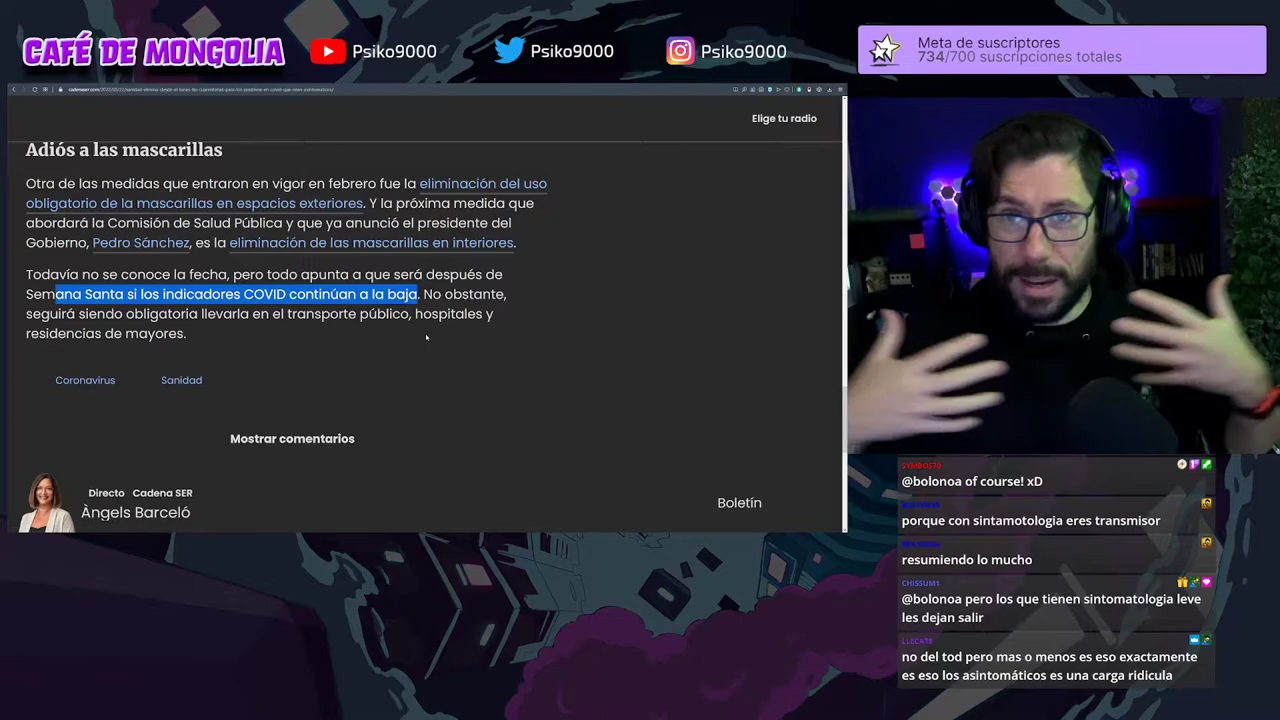 CAFÉ DE MONGOLIA
Psiko9000
Psiko9000
Psiko9000
Meta de suscriptores
734/700 suscripciones totales
Elige tu radio
Adiós a las mascarillas
Otra de las medidas que entraron en vigor en febrero fue la eliminación del uso
obligatorio de la mascarillas en espacios exteriores. Y la próxima medida que
abordará la Comisión de Salud Pública y que ya anunció el presidente del
Gobierno, Pedro Sánchez, es la eliminación de las mascarillas en interiores.
Todavía no se conoce la fecha, pero todo apunta a que será después de
Semana Santa si los indicadores COVID continúan a la baja. No obstante,
seguirá siendo obligatoria llevarla en el transporte público, hospitales y
residencias de mayores.
Coronavirus
Sanidad
Mostrar comentarios
Directo Cadena SER
Àngels Barceló
Boletín
@bolonoa of course! xD
porque con sintamotologia eres transmisor
resumiendo lo mucho
CHISSUM1
@bolonoa pero los que tienen sintomatologia leve
les dejan salir
LLECATE
no del tod pero mas o menos es eso exactamente
es eso los asintomáticos es una carga ridicula